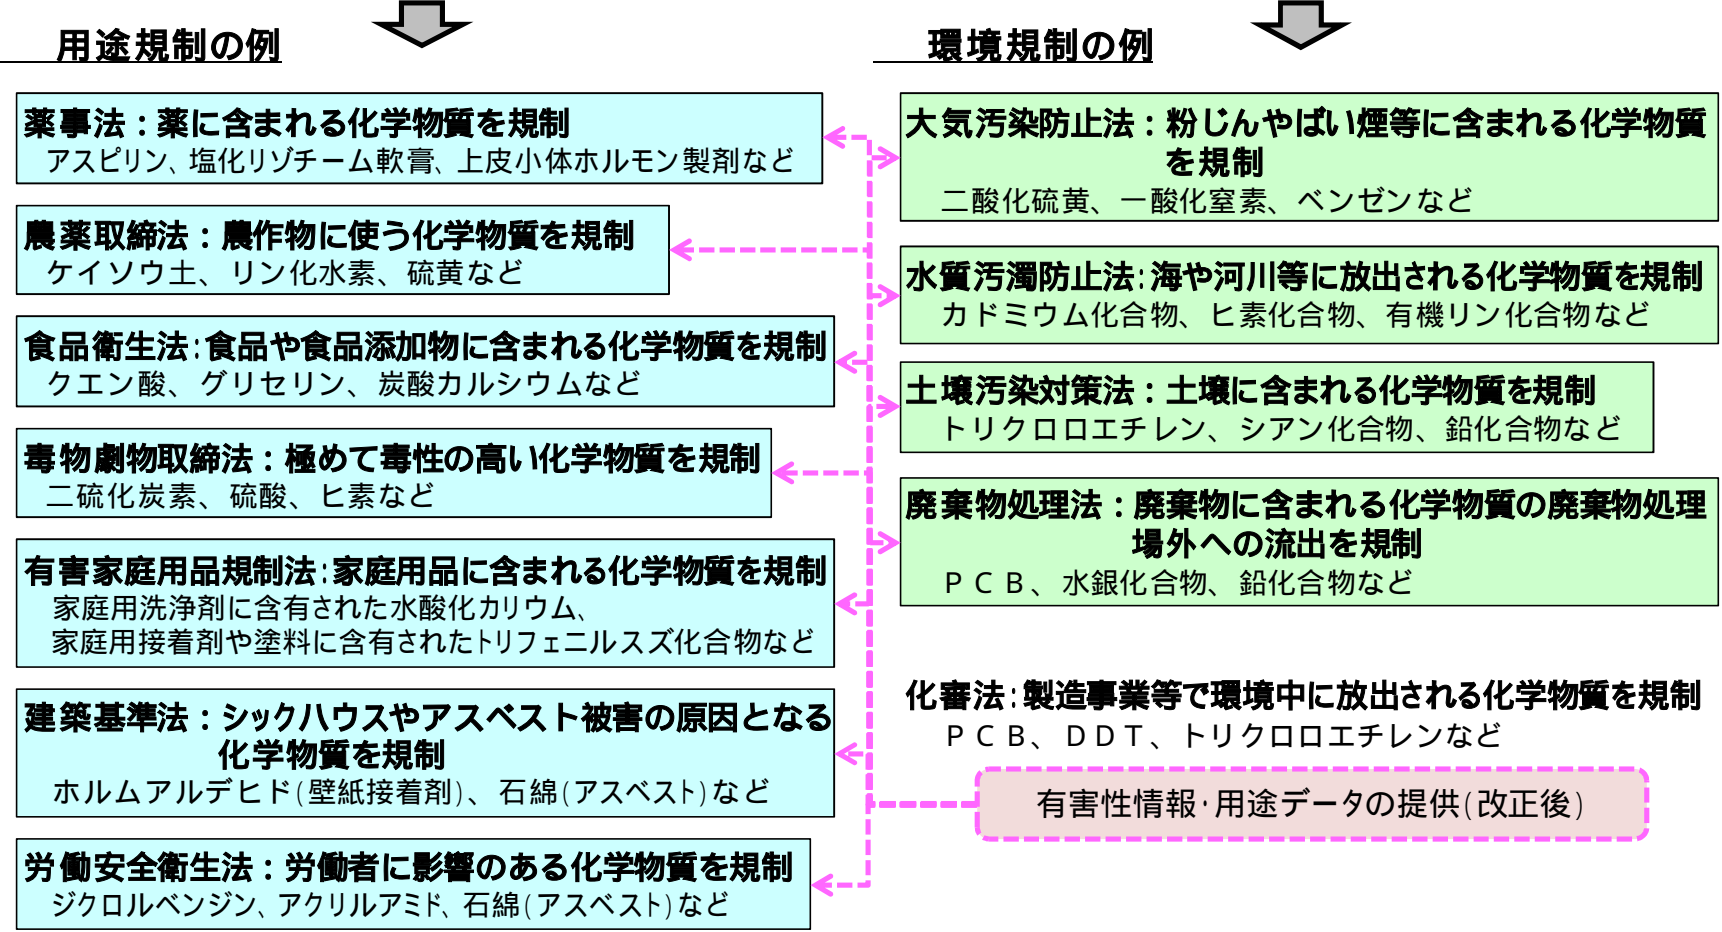 用途規制の例
薬事法：薬に含まれる化学物質を規制
アスピリン、塩化リゾチーム軟膏、上皮小体ホルモン製剤など
農薬取締法：農作物に使う化学物質を規制
ケイソウ土、リン化水素、硫黄など
食品衛生法:食品や食品添加物に含まれる化学物質を規制
クエン酸、グリセリン、炭酸カルシウムなど
毒物劇物取締法：極めて毒性の高い化学物質を規制
二硫化炭素、硫酸、ヒ素など
有害家庭用品規制法:家庭用品に含まれる化学物質を規制
家庭用洗浄剤に含有された水酸化カリウム、
家庭用接着剤や塗料に含有されたトリフェニルスズ化合物など
建築基準法：シックハウスやアスベスト被害の原因となる
化学物質を規制
ホルムアルデヒド(壁紙接着剤)、石綿(アスベスト)など
労働安全衛生法：労働者に影響のある化学物質を規制
ジクロルベンジン、アクリルアミド、石綿(アスベスト)など
環境規制の例
大気汚染防止法：粉じんやばい煙等に含まれる化学物質
を規制
二酸化硫黄、一酸化窒素、ベンゼンなど
水質汚濁防止法:海や河川等に放出される化学物質を規制
カドミウム化合物、ヒ素化合物、有機リン化合物など
土壌汚染対策法：土壌に含まれる化学物質を規制
トリクロロエチレン、シアン化合物、鉛化合物など
廃棄物処理法：廃棄物に含まれる化学物質の廃棄物処理
場外への流出を規制
ＰＣＢ、水銀化合物、鉛化合物など
化審法:製造事業等で環境中に放出される化学物質を規制
ＰＣＢ、ＤＤＴ、トリクロロエチレンなど
有害性情報･用途データの提供(改正後)